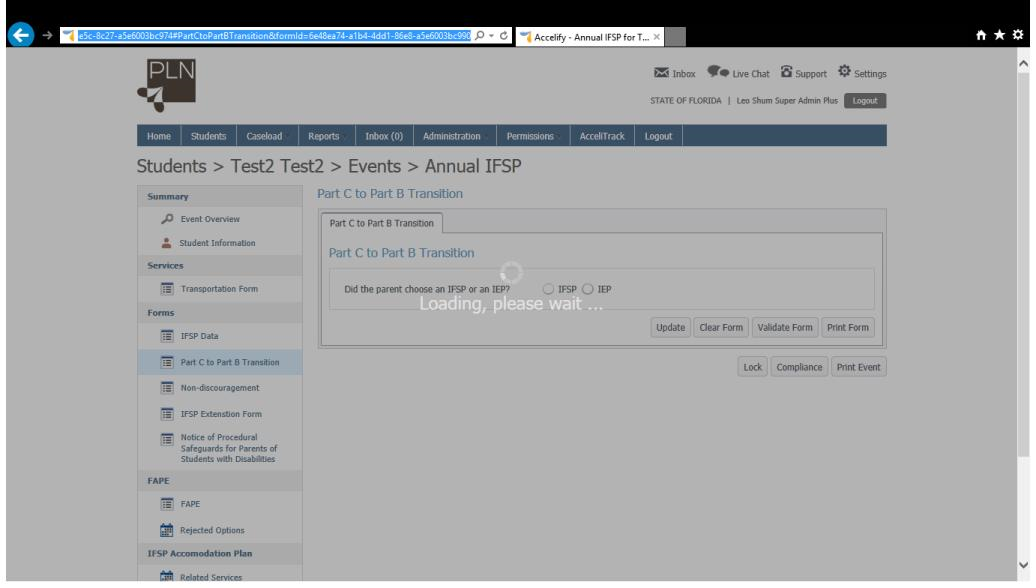 e5c-8c27-a5e6003bc974#PartCtoPartBTransition&formId=6e48ea74-a1b4-4dd1-86e8-a5e6003bc990
Accelify - Annual IFSP for T... ×
PLN
Inbox Live Chat Support Settings
STATE OF FLORIDA | Leo Shum Super Admin Plus Logout
Home Students Caseload Reports Inbox (0) Administration Permissions AcceliTrack Logout
Students > Test2 Test2 > Events > Annual IFSP
Summary
Event Overview
Student Information
Services
Transportation Form
Forms
IFSP Data
Part C to Part B Transition
Non-discouragement
IFSP Extenstion Form
Notice of Procedural
Safeguards for Parents of
Students with Disabilities
FAPE
FAPE
Rejected Options
IFSP Accomodation Plan
Related Services
Part C to Part B Transition
Part C to Part B Transition
Part C to Part B Transition
Did the parent choose an IFSP or an IEP? IFSP IEP
Loading, please wait ...
Update Clear Form Validate Form Print Form
Lock Compliance Print Event